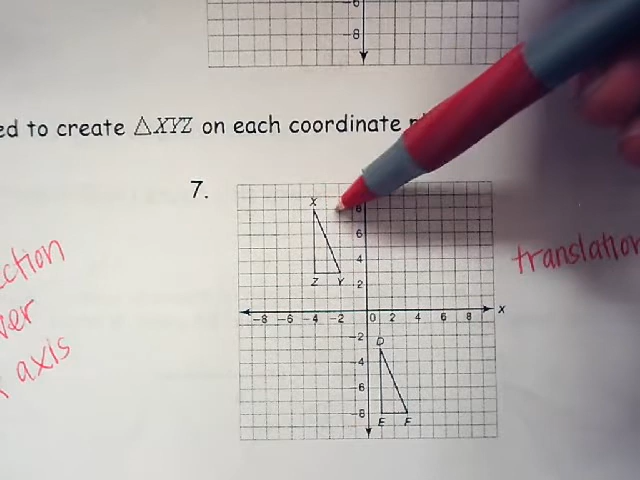 -8
ed to create △XYZ on each coordinate
7.
ction
ver
axis
translation
X
8
6
4
Z Y 2
-8 -6 -4 -2 0 2 4 6 8 x
-2
D
-4
-6
-8
E F